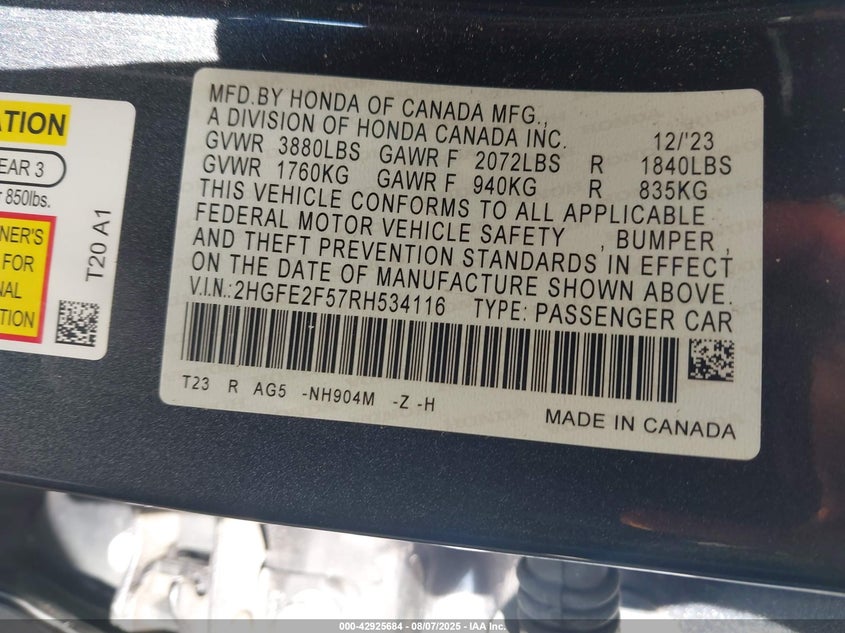 ATION
EAR 3
r 850lbs.
NER'S
FOR
NAL
TION
T20 A1
MFD.BY HONDA OF CANADA MFG.,
A DIVISION OF HONDA CANADA INC. 12/'23
GVWR 3880LBS GAWR F 2072LBS R 1840LBS
GVWR 1760KG GAWR F 940KG R 835KG
THIS VEHICLE CONFORMS TO ALL APPLICABLE
FEDERAL MOTOR VEHICLE SAFETY , BUMPER ,
AND THEFT PREVENTION STANDARDS IN EFFECT
ON THE DATE OF MANUFACTURE SHOWN ABOVE.
V.I.N.:2HGFE2F57RH534116 TYPE: PASSENGER CAR
T23 R AG5 -NH904M -Z -H
MADE IN CANADA
000-42925684 | 08/07/2025 | IAA Inc.